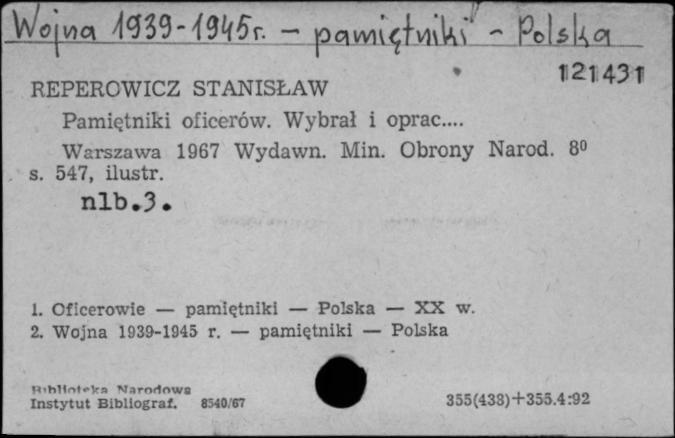 Wojna 1939-1945 r. - pamiętniki - Polska
121431
REPEROWICZ STANISŁAW
Pamiętniki oficerów. Wybrał i oprac....
Warszawa 1967 Wydawn. Min. Obrony Narod. 8⁰
s. 547, ilustr.
nlb.3.
1. Oficerowie — pamiętniki — Polska — XX w.
2. Wojna 1939-1945 r. — pamiętniki — Polska
Biblioteka Narodowa
Instytut Bibliograf. 8540/67
355(438)+355.4:92